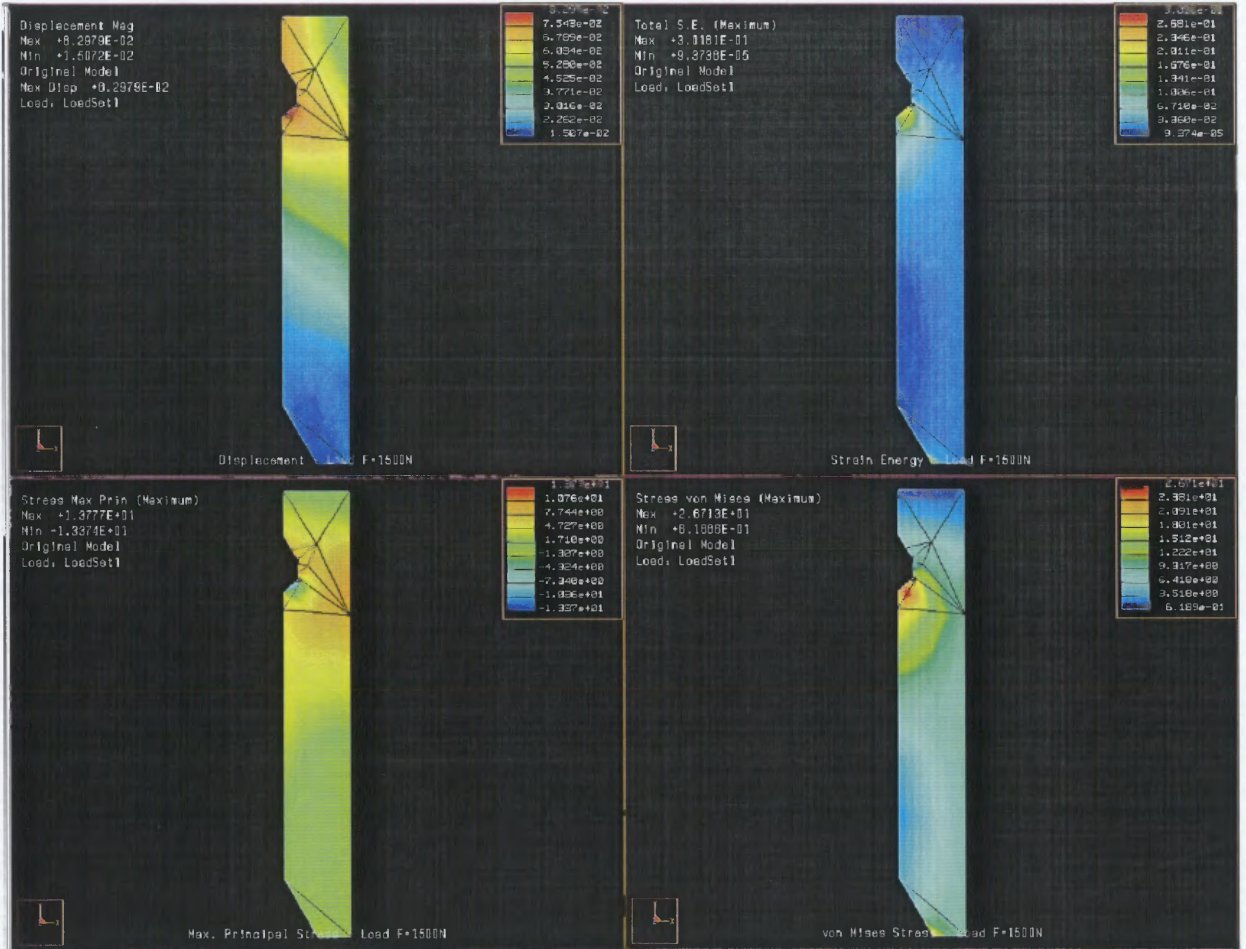 Displacement Mag
Max +8.2979E-02
Min +1.5072E-02
Original Model
Max Disp +8.2979E-02
Load: LoadSet1
7.543e-02
6.789e-02
6.034e-02
5.280e-02
4.525e-02
3.771e-02
3.016e-02
2.262e-02
1.507e-02
Displacement Load F=1500N
Total S.E. (Maximum)
Max +3.0181E-01
Min +9.3738E-05
Original Model
Load: LoadSet1
2.681e-01
2.346e-01
2.011e-01
1.676e-01
1.341e-01
1.006e-01
6.710e-02
3.360e-02
9.374e-05
Strain Energy Load F=1500N
Stress Max Prin (Maximum)
Max +1.3777E+01
Min -1.3374E+01
Original Model
Load: LoadSet1
1.076e+01
7.744e+00
4.727e+00
1.710e+00
-1.307e+00
-4.324e+00
-7.340e+00
-1.036e+01
-1.337e+01
Max. Principal Load F=1500N
Stress von Mises (Maximum)
Max +2.6713E+01
Min +6.1886E-01
Original Model
Load: LoadSet1
2.671e+01
2.381e+01
2.091e+01
1.801e+01
1.512e+01
1.222e+01
9.317e+00
6.418e+00
3.518e+00
6.189e-01
von Mises Stress Load F=1500N